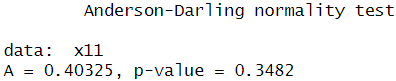 Anderson-Darling normality test
data:  x11
A = 0.40325, p-value = 0.3482